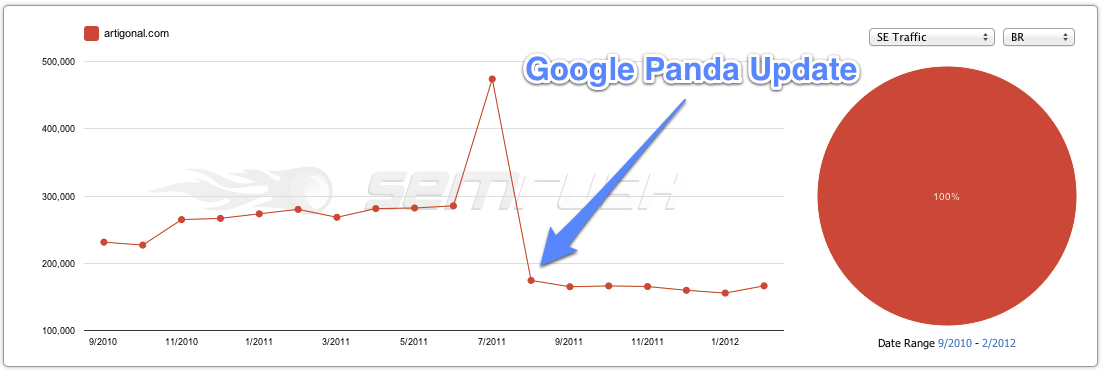 artigonal.com
SE Traffic
BR
500,000
Google Panda Update
400,000
300,000
semrush
100%
200,000
100,000
9/2010 11/2010 1/2011 3/2011 5/2011 7/2011 9/2011 11/2011 1/2012
Date Range 9/2010 - 2/2012